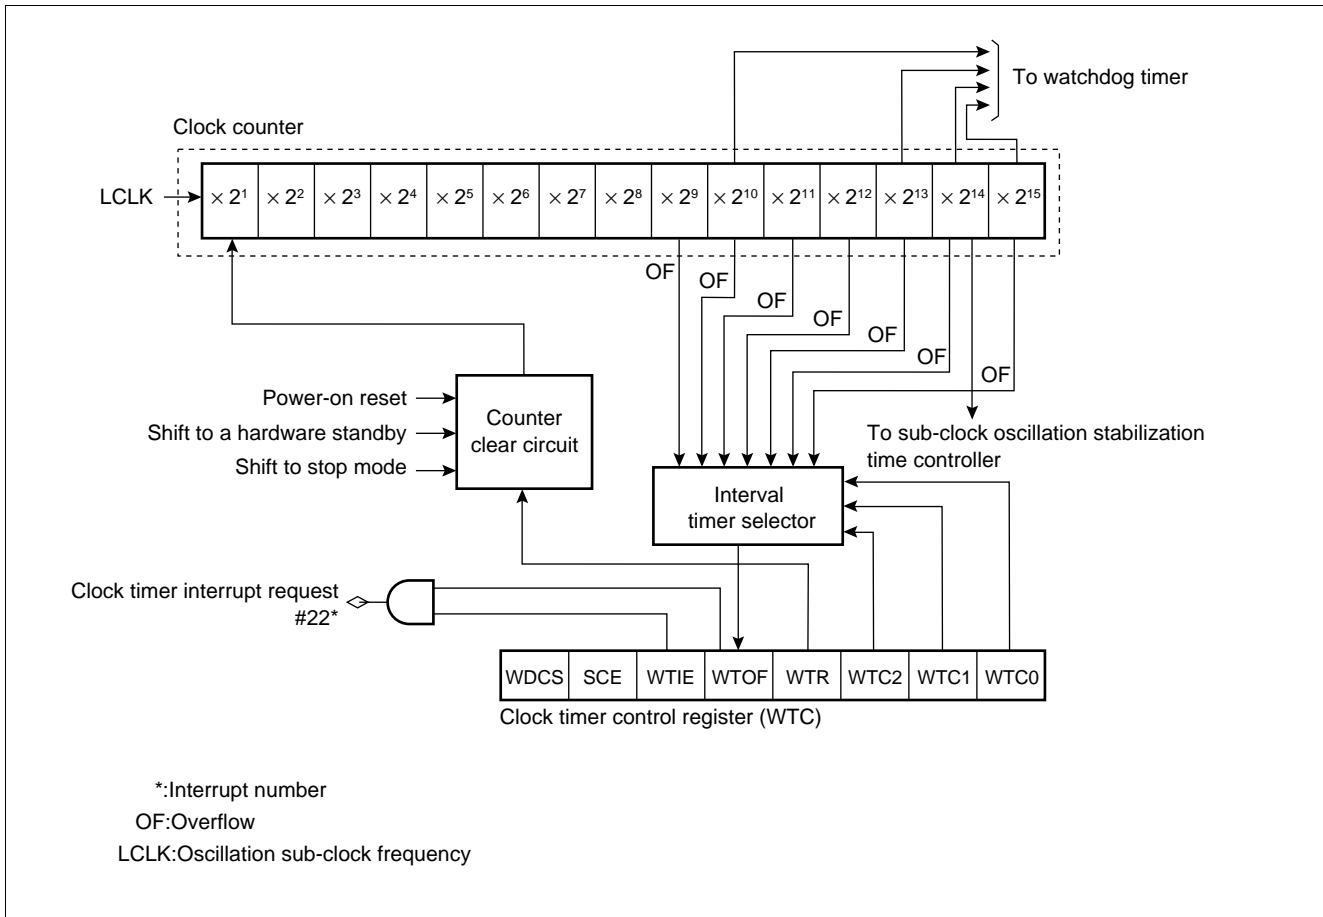 To watchdog timer
Clock counter
LCLK
× 2¹ × 2² × 2³ × 2⁴ × 2⁵ × 2⁶ × 2⁷ × 2⁸ × 2⁹ × 2¹⁰ × 2¹¹ × 2¹² × 2¹³ × 2¹⁴ × 2¹⁵
OF
OF
OF
OF
OF
OF
OF
Power-on reset
Shift to a hardware standby
Shift to stop mode
Counter
clear circuit
To sub-clock oscillation stabilization
time controller
Interval
timer selector
Clock timer interrupt request
#22*
WDCS SCE WTIE WTOF WTR WTC2 WTC1 WTC0
Clock timer control register (WTC)
*:Interrupt number
OF:Overflow
LCLK:Oscillation sub-clock frequency